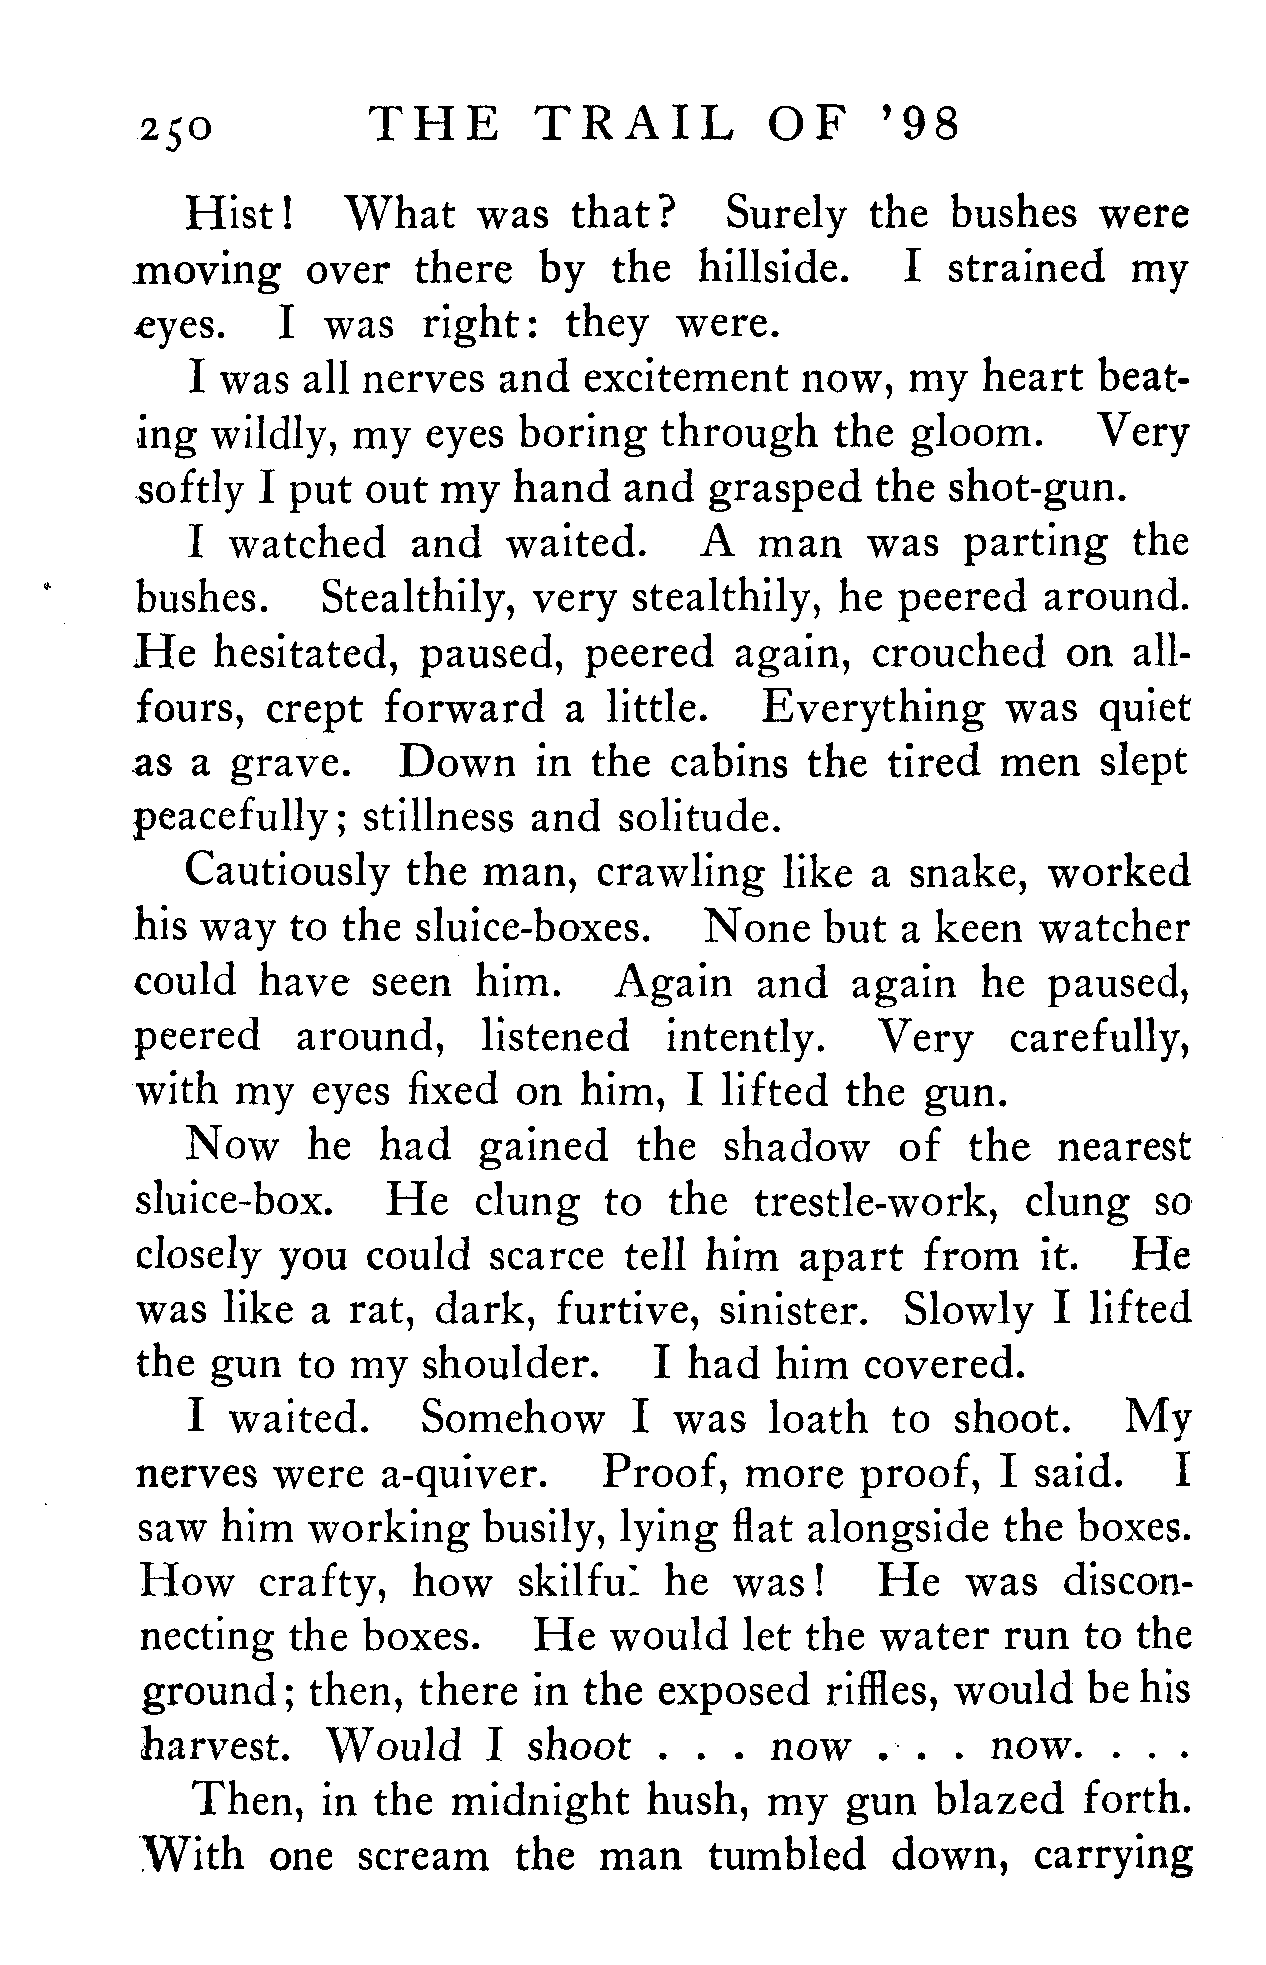 250 THE TRAIL OF '98
Hist! What was that? Surely the bushes were
moving over there by the hillside. I strained my
eyes. I was right: they were.
I was all nerves and excitement now, my heart beat-
ing wildly, my eyes boring through the gloom. Very
softly I put out my hand and grasped the shot-gun.
I watched and waited. A man was parting the
bushes. Stealthily, very stealthily, he peered around.
He hesitated, paused, peered again, crouched on all-
fours, crept forward a little. Everything was quiet
as a grave. Down in the cabins the tired men slept
peacefully; stillness and solitude.
Cautiously the man, crawling like a snake, worked
his way to the sluice-boxes. None but a keen watcher
could have seen him. Again and again he paused,
peered around, listened intently. Very carefully,
with my eyes fixed on him, I lifted the gun.
Now he had gained the shadow of the nearest
sluice-box. He clung to the trestle-work, clung so
closely you could scarce tell him apart from it. He
was like a rat, dark, furtive, sinister. Slowly I lifted
the gun to my shoulder. I had him covered.
I waited. Somehow I was loath to shoot. My
nerves were a-quiver. Proof, more proof, I said. I
saw him working busily, lying flat alongside the boxes.
How crafty, how skilful he was! He was discon-
necting the boxes. He would let the water run to the
ground; then, there in the exposed riffles, would be his
harvest. Would I shoot . . . now . . . now. . . .
Then, in the midnight hush, my gun blazed forth.
With one scream the man tumbled down, carrying